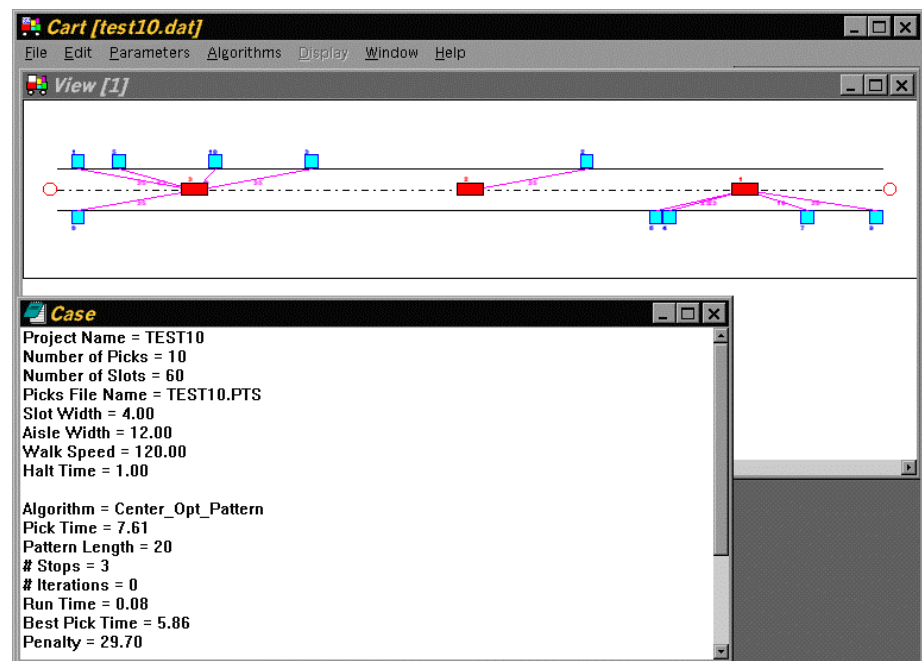 Cart [test10.dat]
File Edit Parameters Algorithms Display Window Help
View [1]
Case
Project Name = TEST10
Number of Picks = 10
Number of Slots = 60
Picks File Name = TEST10.PTS
Slot Width = 4.00
Aisle Width = 12.00
Walk Speed = 120.00
Halt Time = 1.00
Algorithm = Center_Opt_Pattern
Pick Time = 7.61
Pattern Length = 20
# Stops = 3
# Iterations = 0
Run Time = 0.08
Best Pick Time = 5.86
Penalty = 29.70